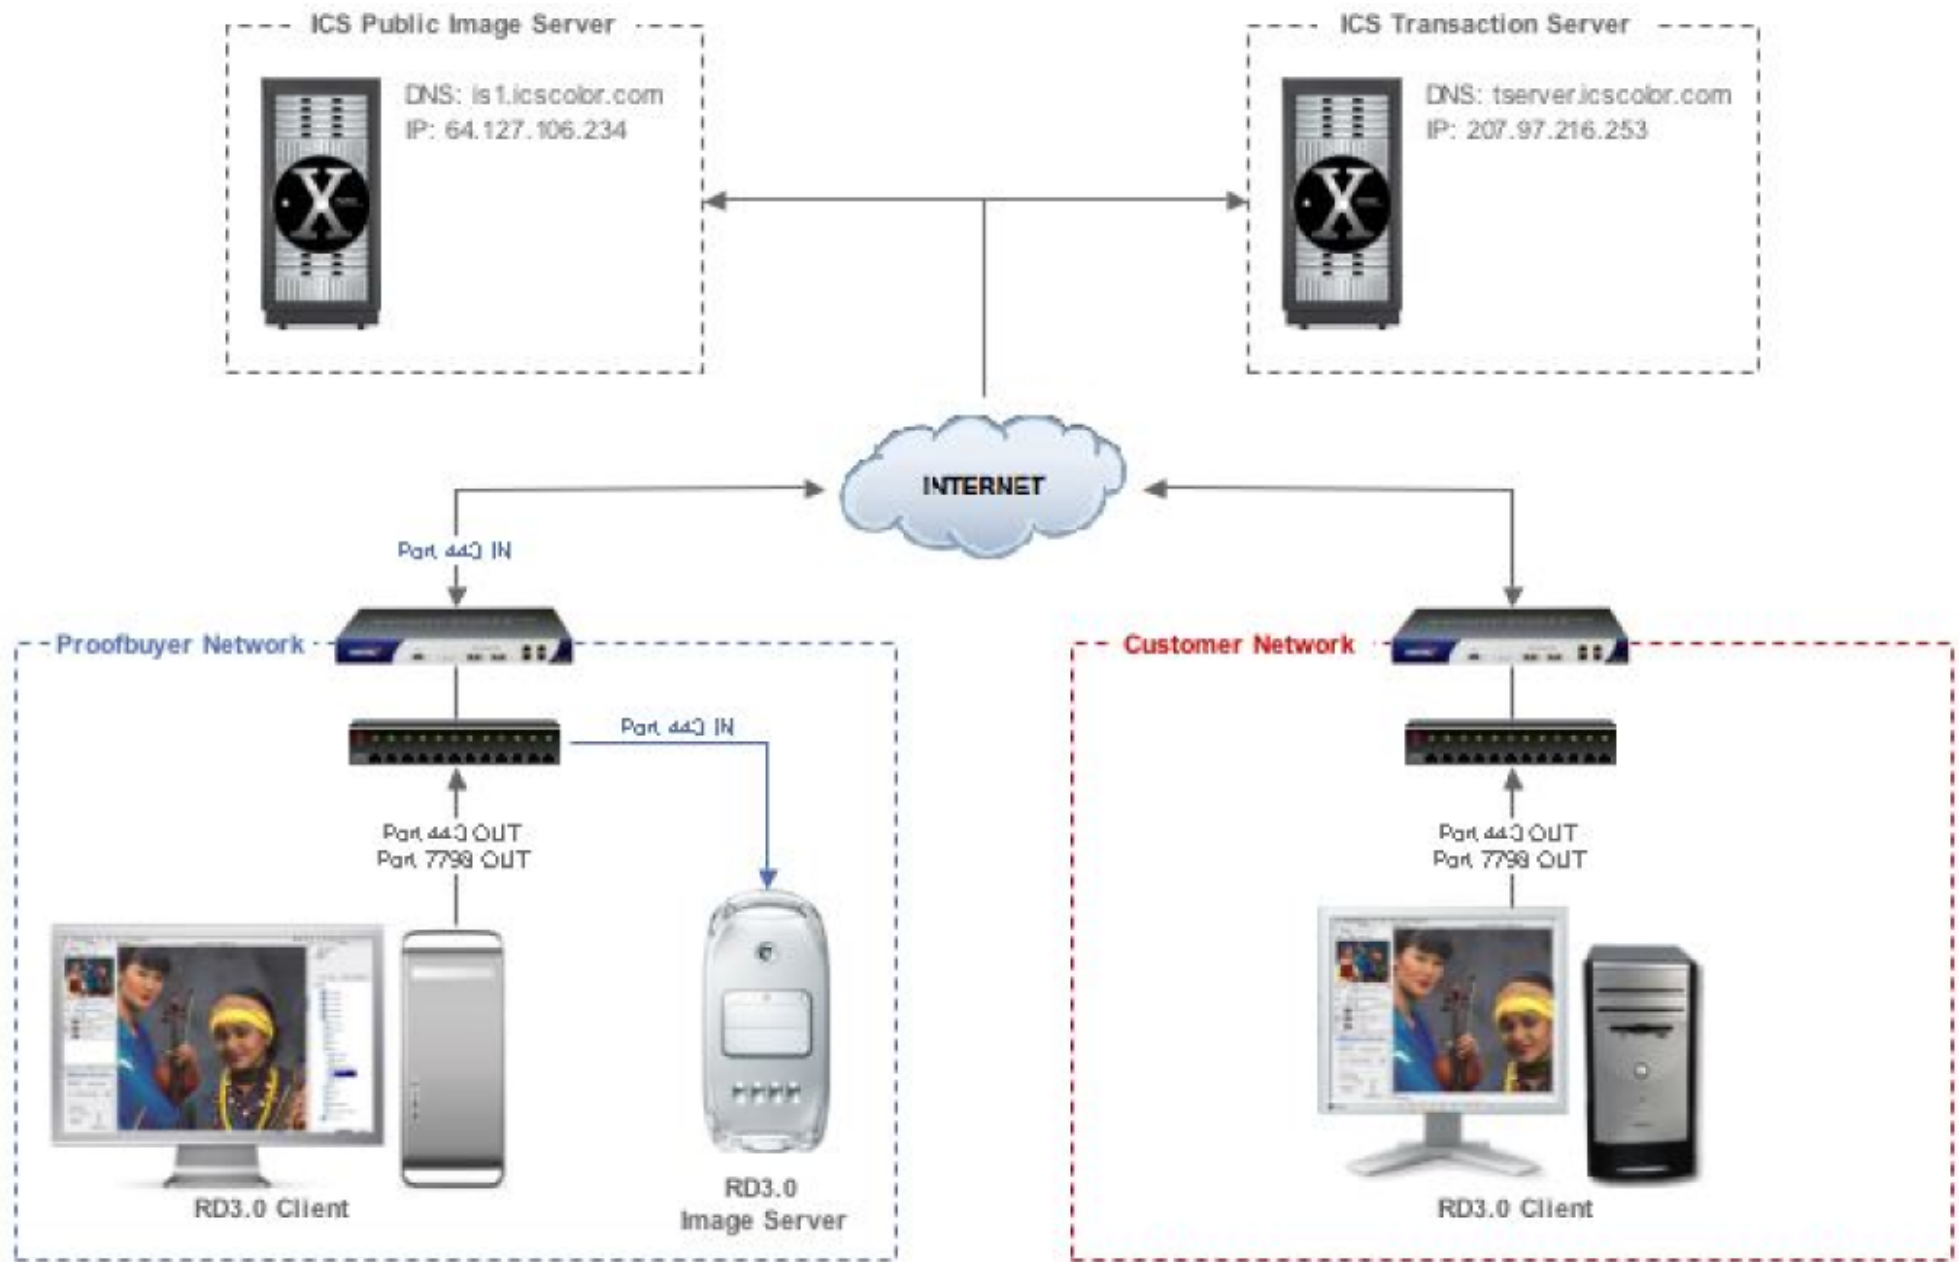 ICS Public Image Server
DNS: is1.icscolor.com
IP: 64.127.106.234
ICS Transaction Server
DNS: tserver.icscolor.com
IP: 207.97.216.253
INTERNET
Port 443 IN
Proofbuyer Network
Port 443 IN
Port 443 OUT
Port 7798 OUT
RD3.0 Client
RD3.0
Image Server
Customer Network
Port 443 OUT
Port 7798 OUT
RD3.0 Client